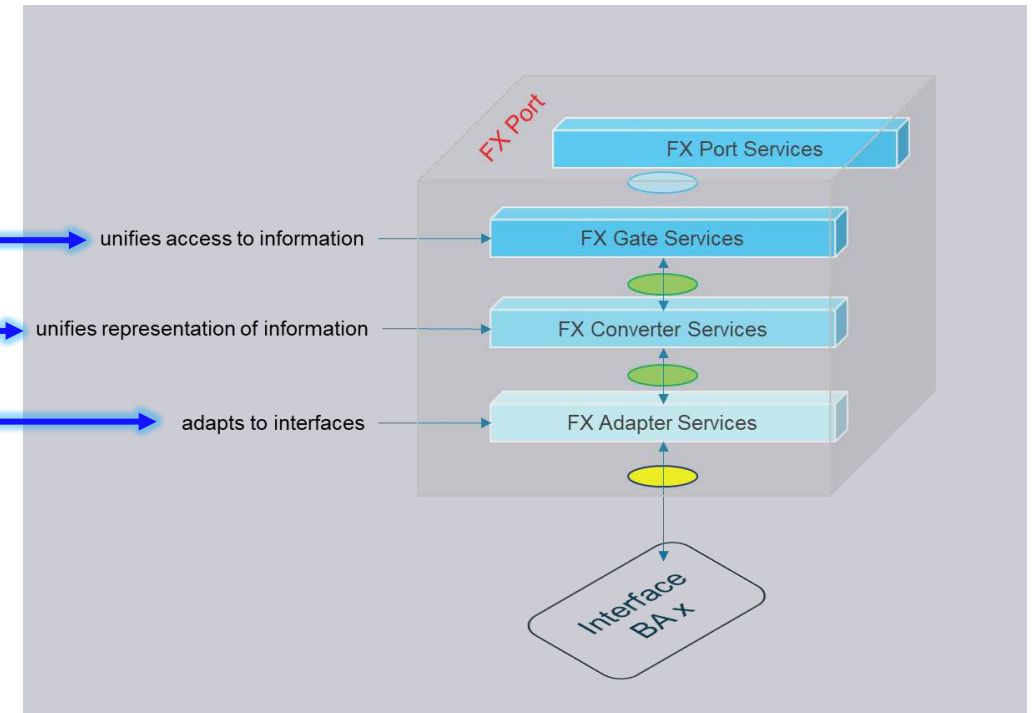 FX Port
FX Port Services
unifies access to information
FX Gate Services
unifies representation of information
FX Converter Services
adapts to interfaces
FX Adapter Services
Interface
BA x